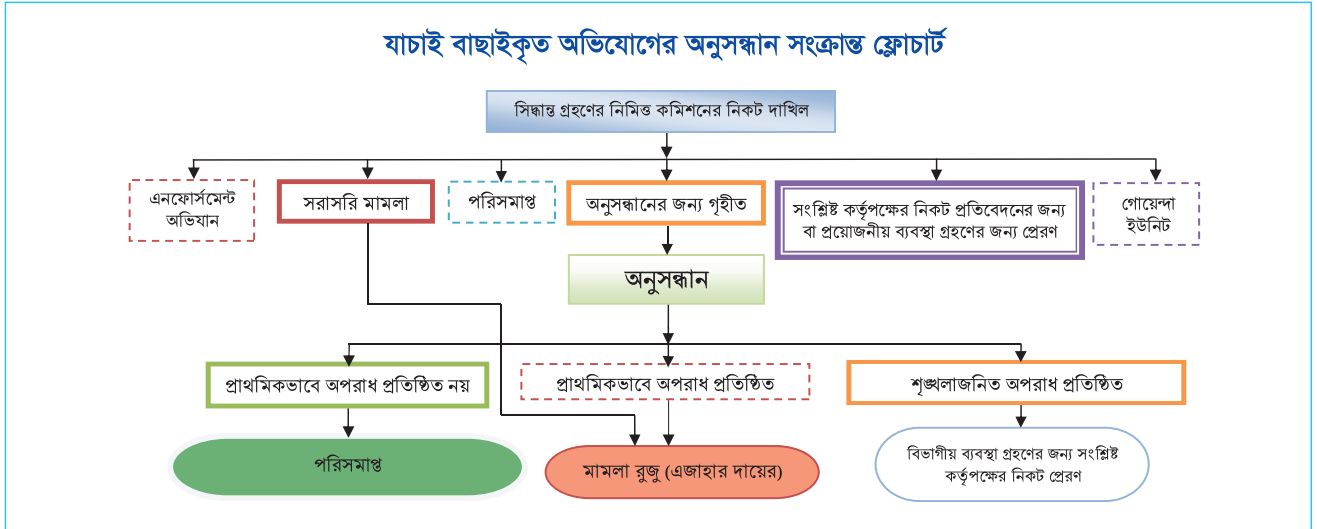 যাচাই বাছাইকৃত অভিযোগের অনুসন্ধান সংক্রান্ত ফ্লোচার্ট
সিদ্ধান্ত গ্রহণের নিমিত্ত কমিশনের নিকট দাখিল
এনফোর্সমেন্ট
অভিযান
সরাসরি মামলা
পরিসমাপ্ত
অনুসন্ধানের জন্য গৃহীত
সংশ্লিষ্ট কর্তৃপক্ষের নিকট প্রতিবেদনের জন্য
বা প্রয়োজনীয় ব্যবস্থা গ্রহণের জন্য প্রেরণ
গোয়েন্দা
ইউনিট
অনুসন্ধান
প্রাথমিকভাবে অপরাধ প্রতিষ্ঠিত নয়
প্রাথমিকভাবে অপরাধ প্রতিষ্ঠিত
শৃঙ্খলাজনিত অপরাধ প্রতিষ্ঠিত
পরিসমাপ্ত
মামলা রুজু (এজাহার দায়ের)
বিভাগীয় ব্যবস্থা গ্রহণের জন্য সংশ্লিষ্ট
কর্তৃপক্ষের নিকট প্রেরণ